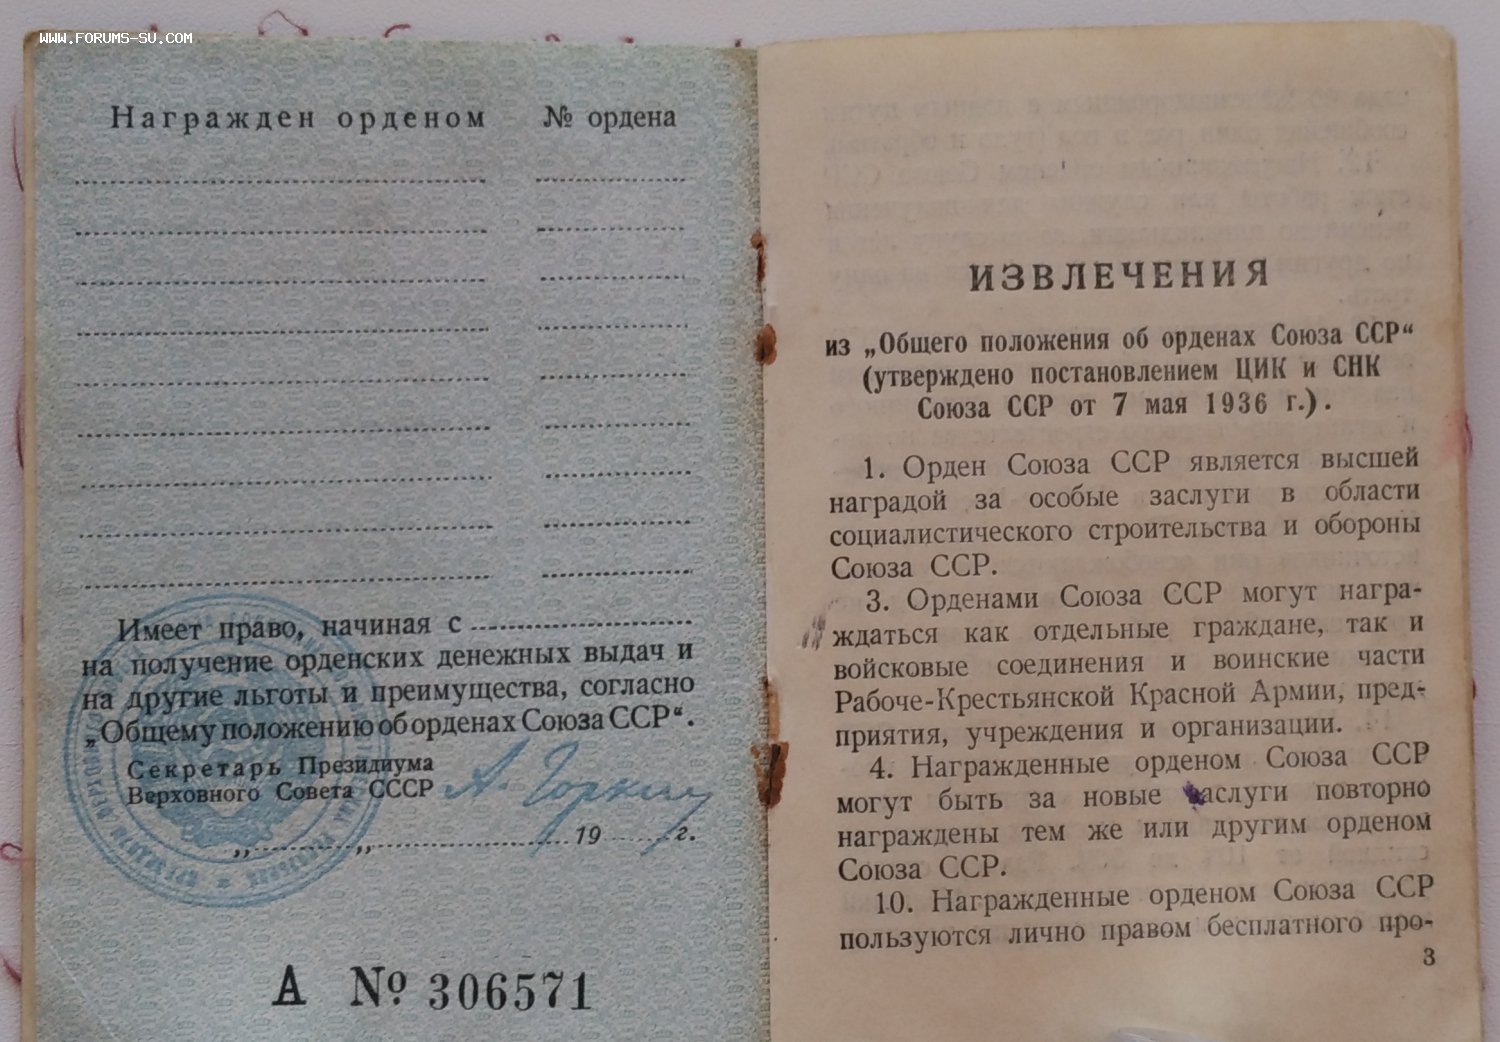 WWW.FORUMS-SU.COM
Награжден орденом № ордена
Имеет право, начиная с
на получение орденских денежных выдач и
на другие льготы и преимущества, согласно
„Общему положению об орденах Союза ССР“.
Секретарь Президиума
Верховного Совета СССР А. Горкин
„ „ 19 г.
А № 306571
ИЗВЛЕЧЕНИЯ
из „Общего положения об орденах Союза ССР“
(утверждено постановлением ЦИК и СНК
Союза ССР от 7 мая 1936 г.).
1. Орден Союза ССР является высшей
наградой за особые заслуги в области
социалистического строительства и обороны
Союза ССР.
3. Орденами Союза ССР могут награ-
ждаться как отдельные граждане, так и
войсковые соединения и воинские части
Рабоче-Крестьянской Красной Армии, пред-
приятия, учреждения и организации.
4. Награжденные орденом Союза ССР
могут быть за новые заслуги повторно
награждены тем же или другим орденом
Союза ССР.
10. Награжденные орденом Союза ССР
пользуются лично правом бесплатного про-
3